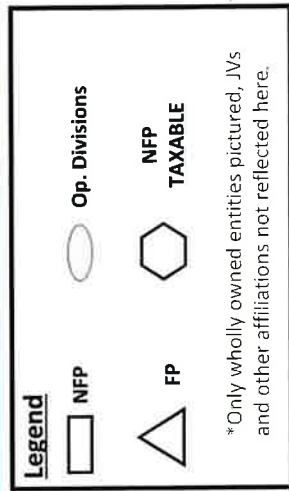 Legend
NFP
Op. Divisions
FP
NFP
TAXABLE
*Only wholly owned entities pictured, JVs
and other affiliations not reflected here.